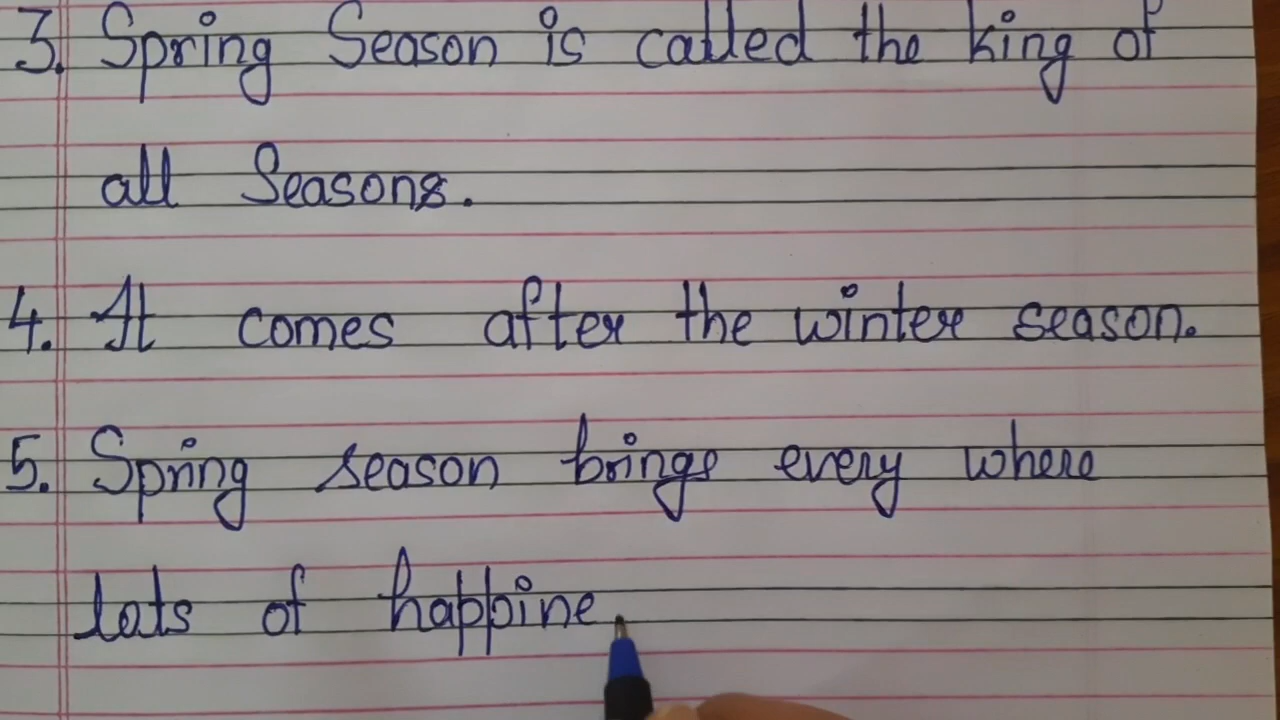 3. Spring Season is called the king of
all Seasons.
4. It comes after the winter season.
5. Spring season brings every where
lots of happine